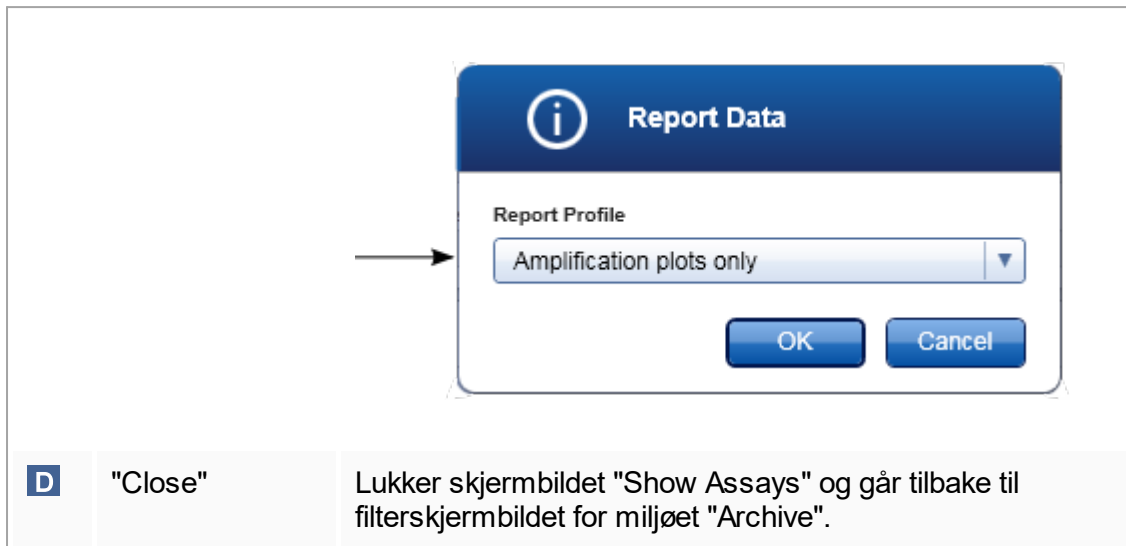 Report Data
Report Profile
Amplification plots only
OK Cancel
D "Close" Lukker skjermbildet "Show Assays" og går tilbake til
filterskjermbildet for miljøet "Archive".